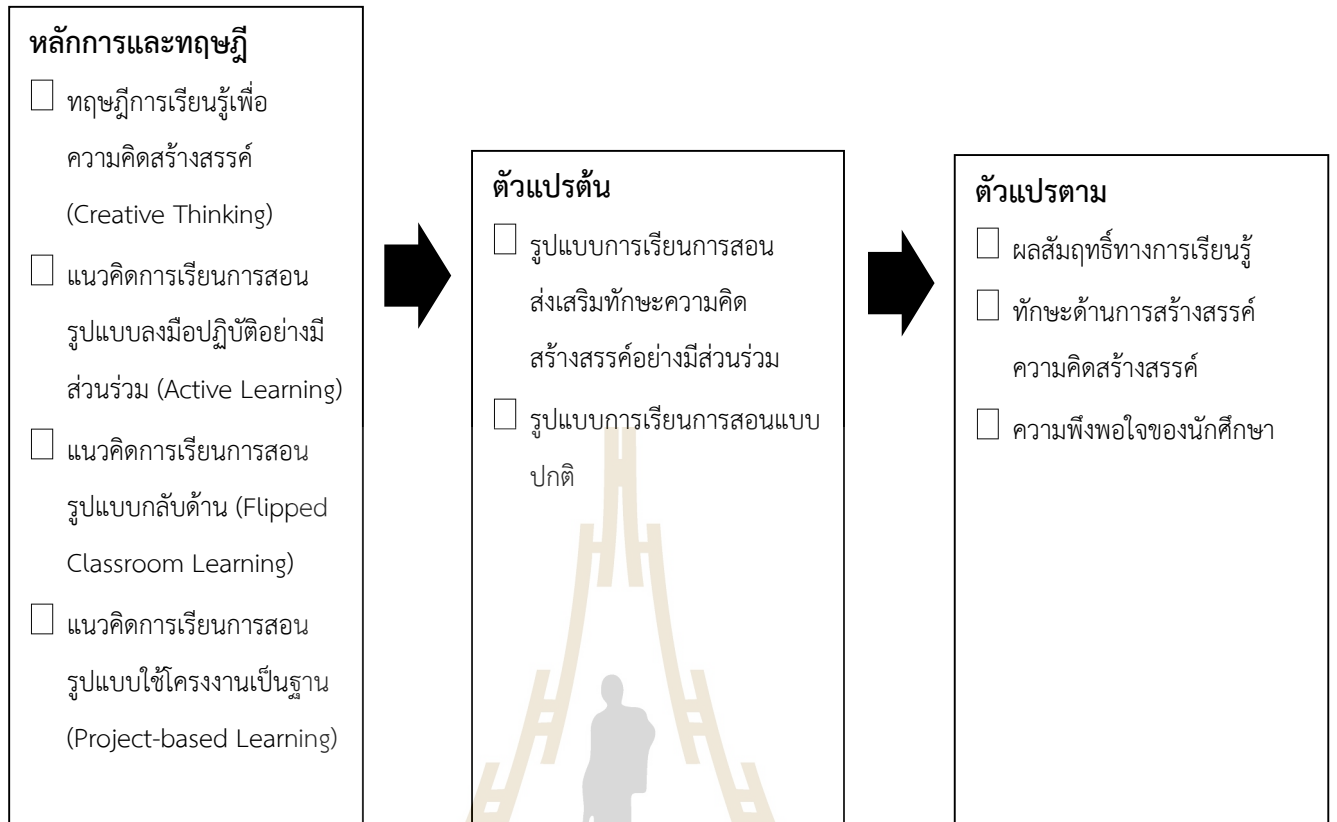 หลักการและทฤษฎี
ทฤษฎีการเรียนรู้เพื่อ
ความคิดสร้างสรรค์
(Creative Thinking)
แนวคิดการเรียนการสอน
รูปแบบลงมือปฏิบัติอย่างมี
ส่วนร่วม (Active Learning)
แนวคิดการเรียนการสอน
รูปแบบกลับด้าน (Flipped
Classroom Learning)
แนวคิดการเรียนการสอน
รูปแบบใช้โครงงานเป็นฐาน
(Project-based Learning)
ตัวแปรต้น
รูปแบบการเรียนการสอน
ส่งเสริมทักษะความคิด
สร้างสรรค์อย่างมีส่วนร่วม
รูปแบบการเรียนการสอนแบบ
ปกติ
ตัวแปรตาม
ผลสัมฤทธิ์ทางการเรียนรู้
ทักษะด้านการสร้างสรรค์
ความคิดสร้างสรรค์
ความพึงพอใจของนักศึกษา